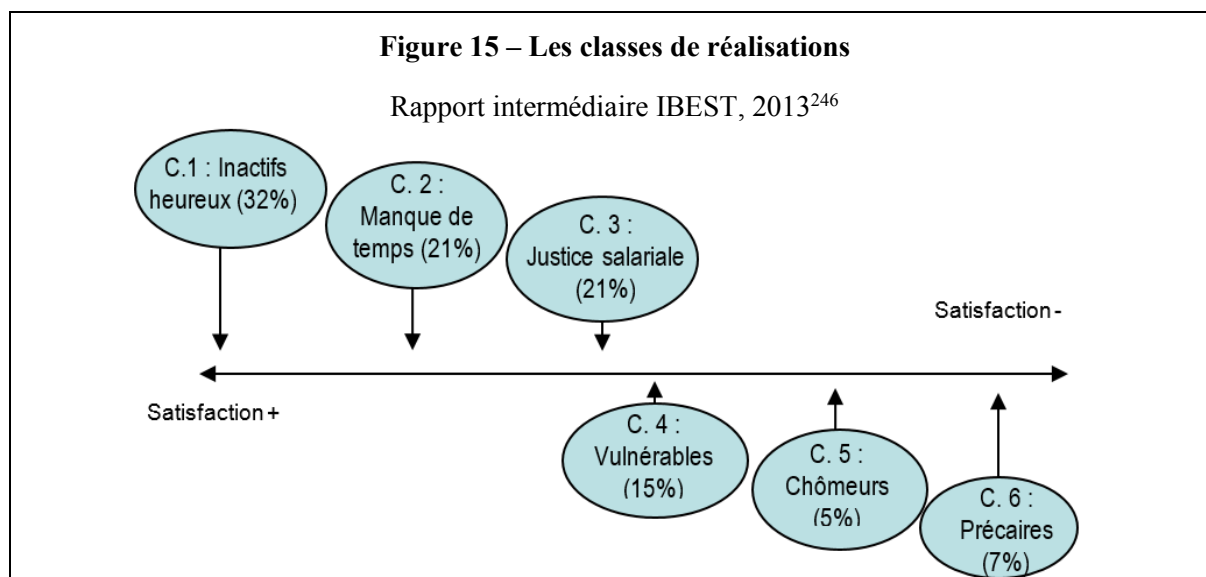 Figure 15 – Les classes de réalisations
Rapport intermédiaire IBEST, 2013246
C.1 : Inactifs
heureux (32%)
C. 2 :
Manque de
temps (21%)
C. 3 :
Justice salariale
(21%)
Satisfaction -
Satisfaction +
C. 4 :
Vulnérables
(15%)
C. 5 :
Chômeurs
(5%)
C. 6 :
Précaires
(7%)